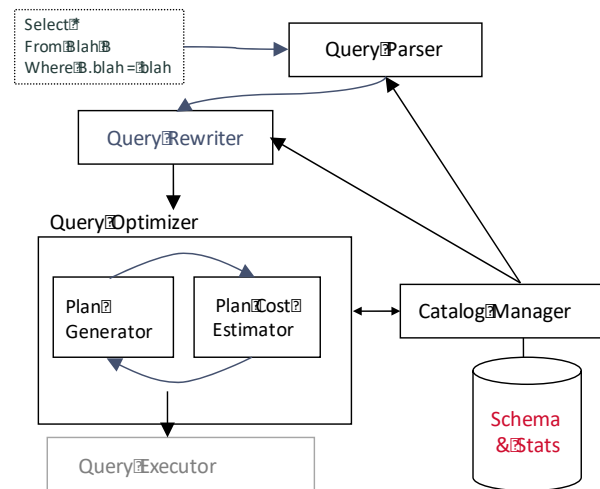 Select *
From Blah B
Where B.blah = blah
Query Parser
Query Rewriter
Query Optimizer
Plan
Generator
Plan Cost
Estimator
Catalog Manager
Schema
& Stats
Query Executor